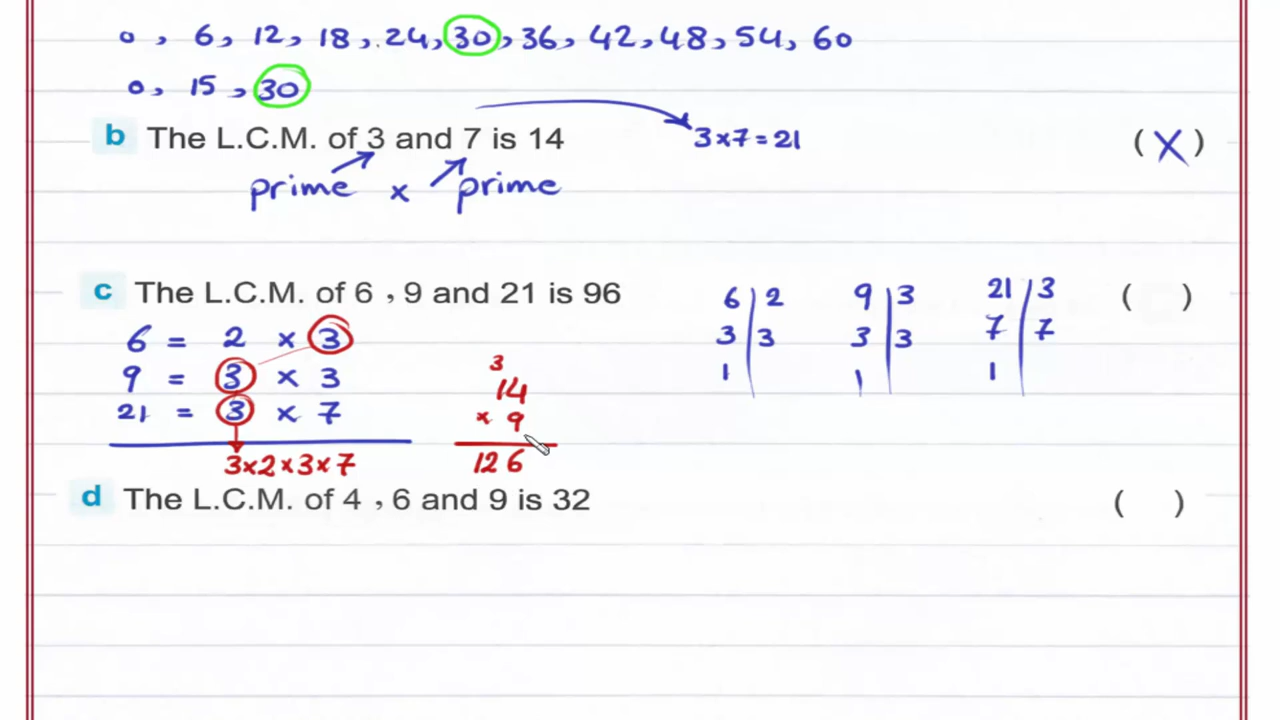 0 , 6 , 12 , 18 , 24 , 30 , 36 , 42 , 48 , 54 , 60
0 , 15 , 30
b The L.C.M. of 3 and 7 is 14 3 x 7 = 21 ( X )
prime x prime
c The L.C.M. of 6 , 9 and 21 is 96 ( )
6 = 2 x 3
9 = 3 x 3
21 = 3 x 7
3 x 2 x 3 x 7
3
14
x 9
126
6 2
3 3
1
9 3
3 3
1
21 3
7 7
1
d The L.C.M. of 4 , 6 and 9 is 32 ( )